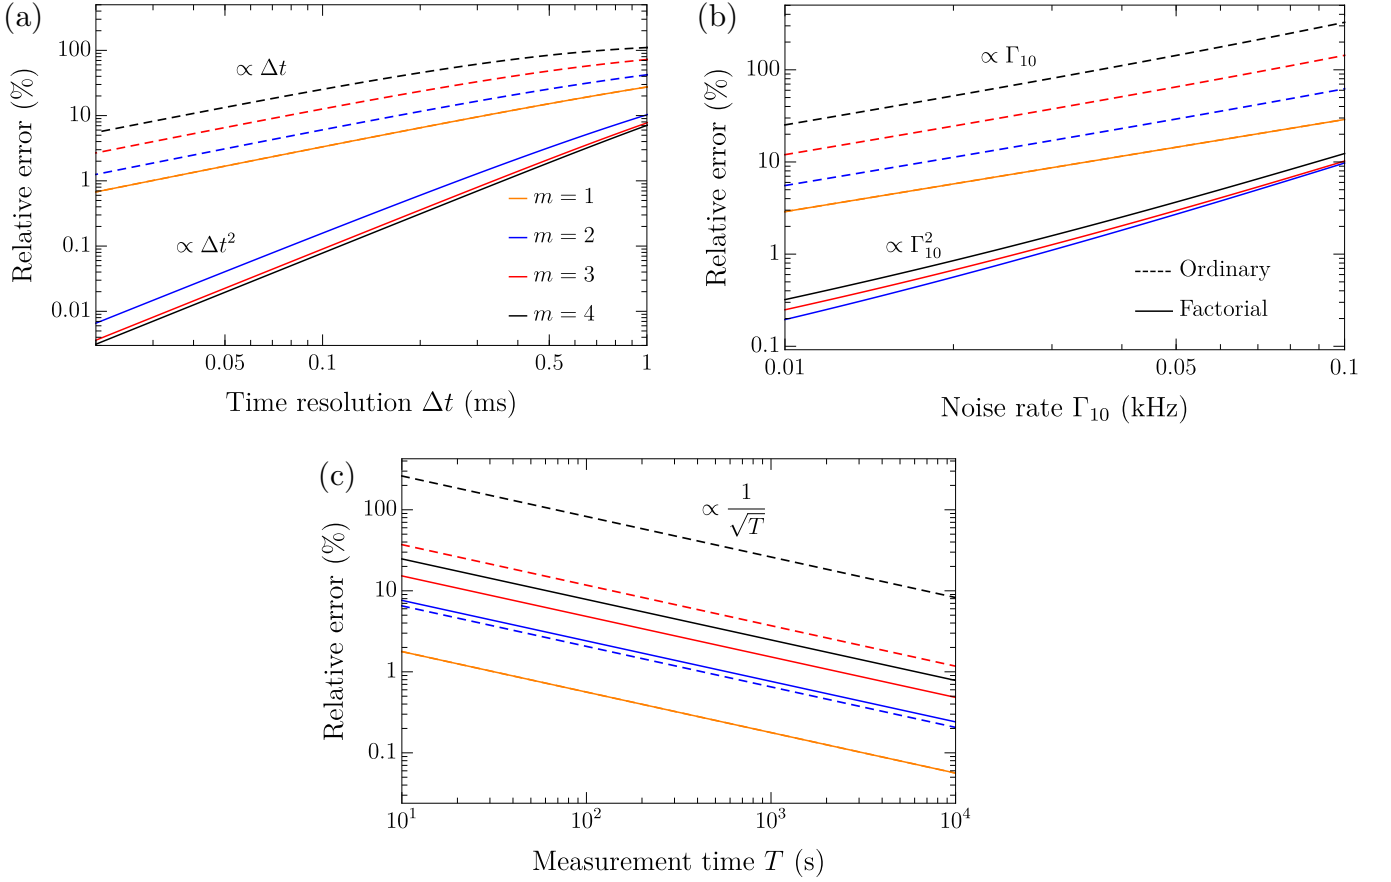 (a)
Relative error (%)
100
10
1
0.1
0.01
∝ Δt
∝ Δt²
m = 1
m = 2
m = 3
m = 4
0.05
0.1
0.5
1
Time resolution Δt (ms)
(b)
Relative error (%)
100
10
1
0.1
∝ Γ₁₀
∝ Γ²₁₀
Ordinary
Factorial
0.01
0.05
0.1
Noise rate Γ₁₀ (kHz)
(c)
Relative error (%)
100
10
1
0.1
∝ 1/√T
10¹
10²
10³
10⁴
Measurement time T (s)